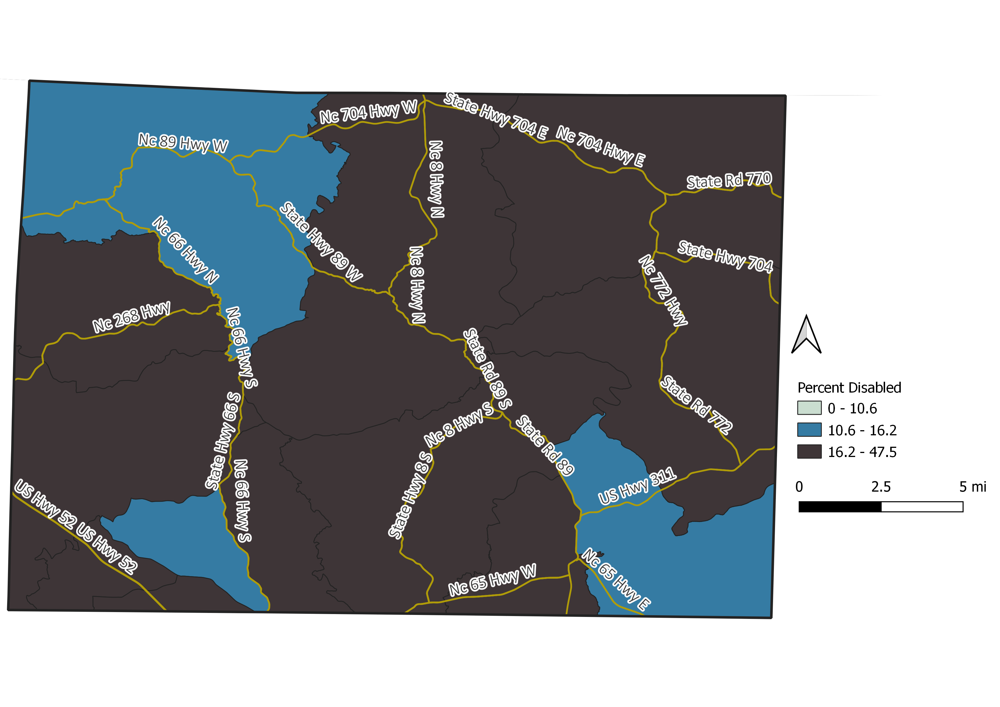 State Hwy 704 E
Nc 704 Hwy W
Nc 704 Hwy E
Nc 89 Hwy W
Nc 8 Hwy N
State Rd 770
State Hwy 89 W
Nc 66 Hwy N
State Hwy 704
Nc 8 Hwy N
Nc 772 Hwy
Nc 268 Hwy
Nc 66 Hwy S
State Rd 89 S
State Rd 772
Percent Disabled
0 - 10.6
10.6 - 16.2
16.2 - 47.5
State Hwy 66 S
Nc 8 Hwy S
State Rd 89
State Hwy 8 S
Nc 66 Hwy S
US Hwy 311
0 2.5 5 mi
US Hwy 52
US Hwy 52
Nc 65 Hwy W
Nc 65 Hwy E